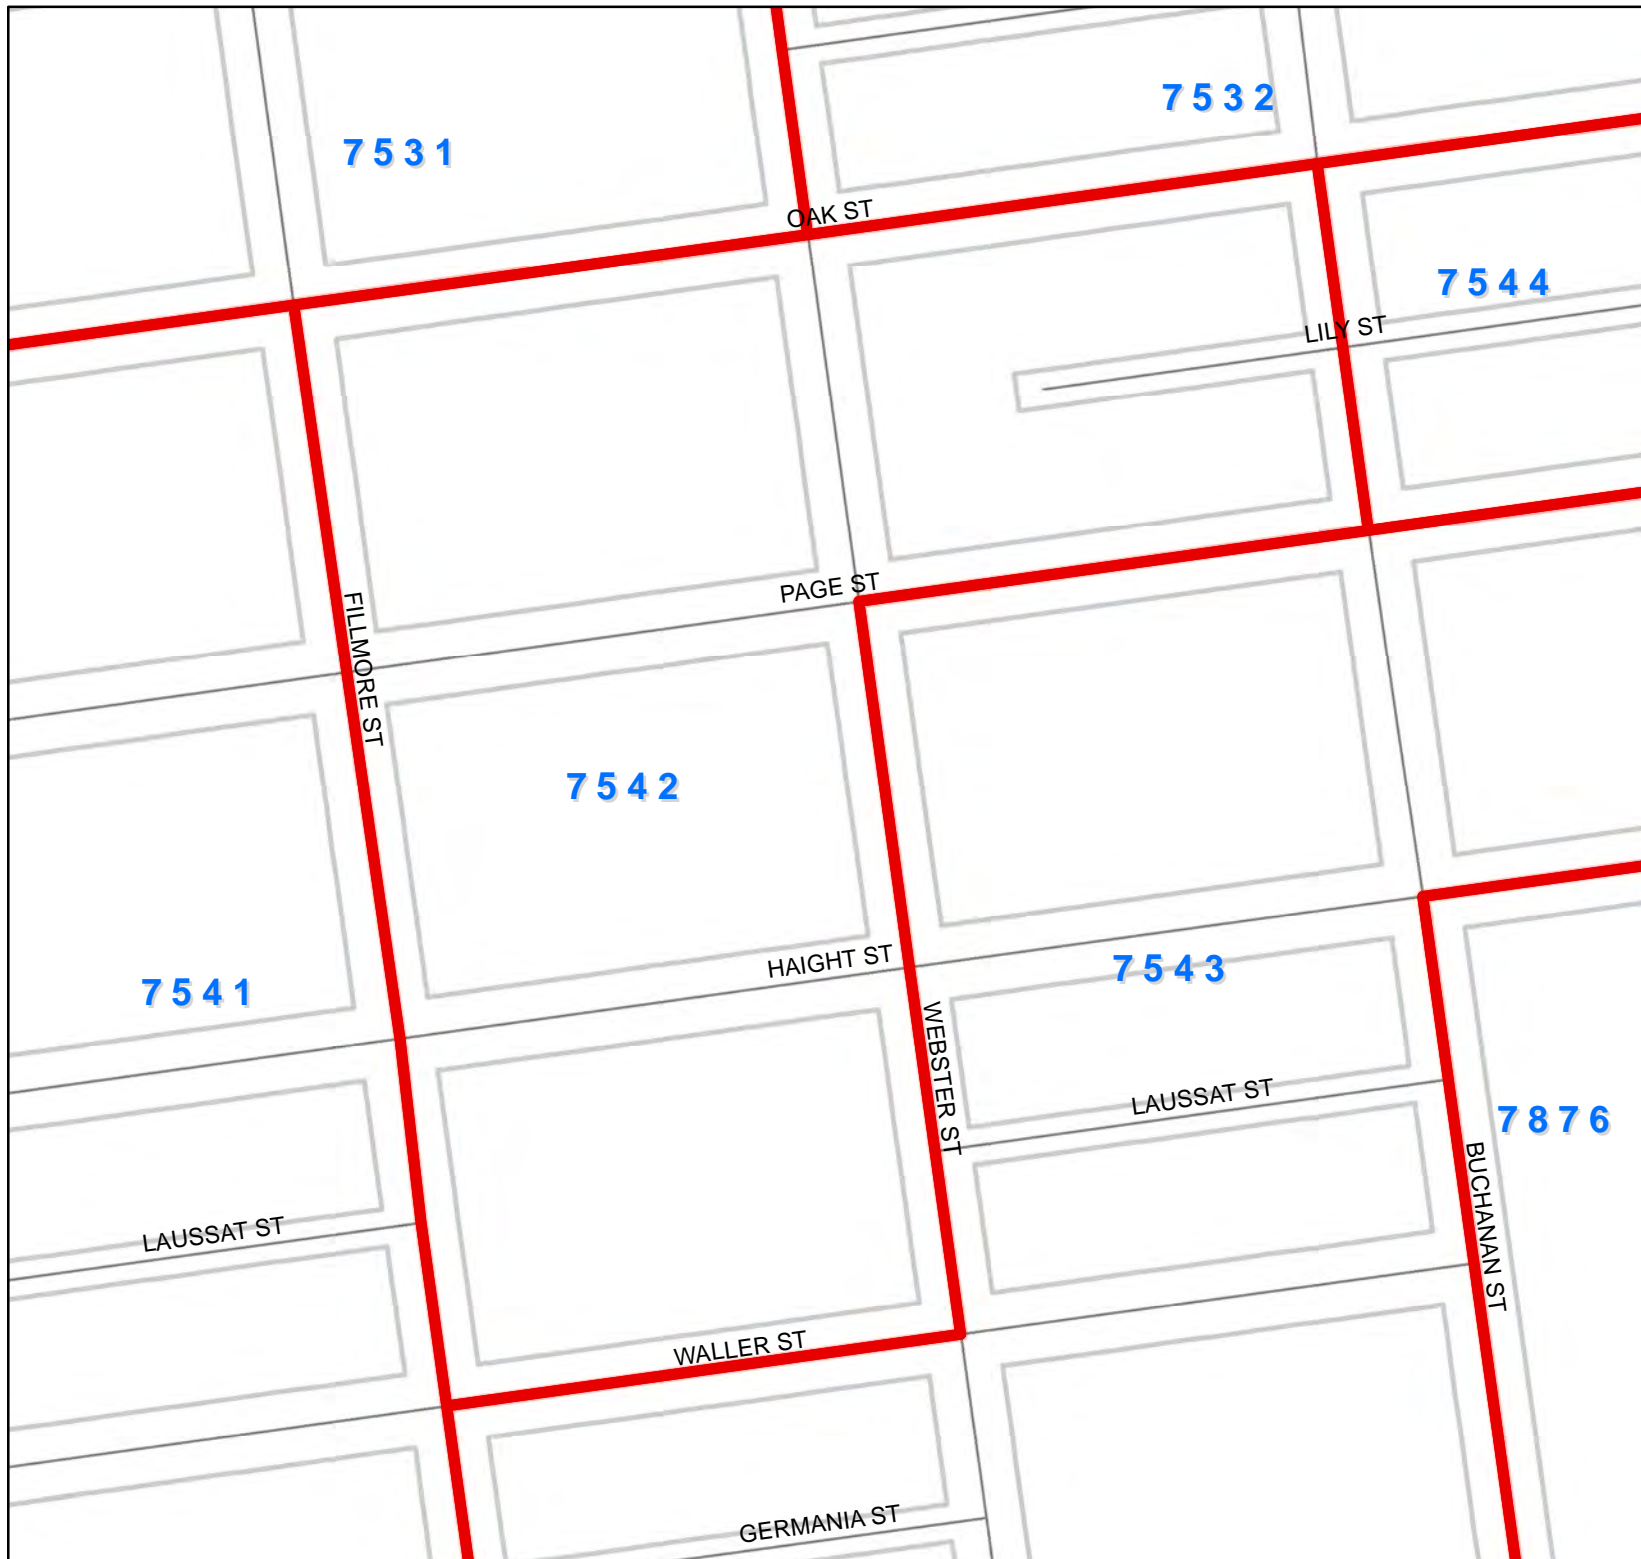 7532
7531
OAK ST
7544
LILY ST
PAGE ST
FILLMORE ST
7542
HAIGHT ST
7543
7541
WEBSTER ST
LAUSSAT ST
7876
BUCHANAN ST
LAUSSAT ST
WALLER ST
GERMANIA ST